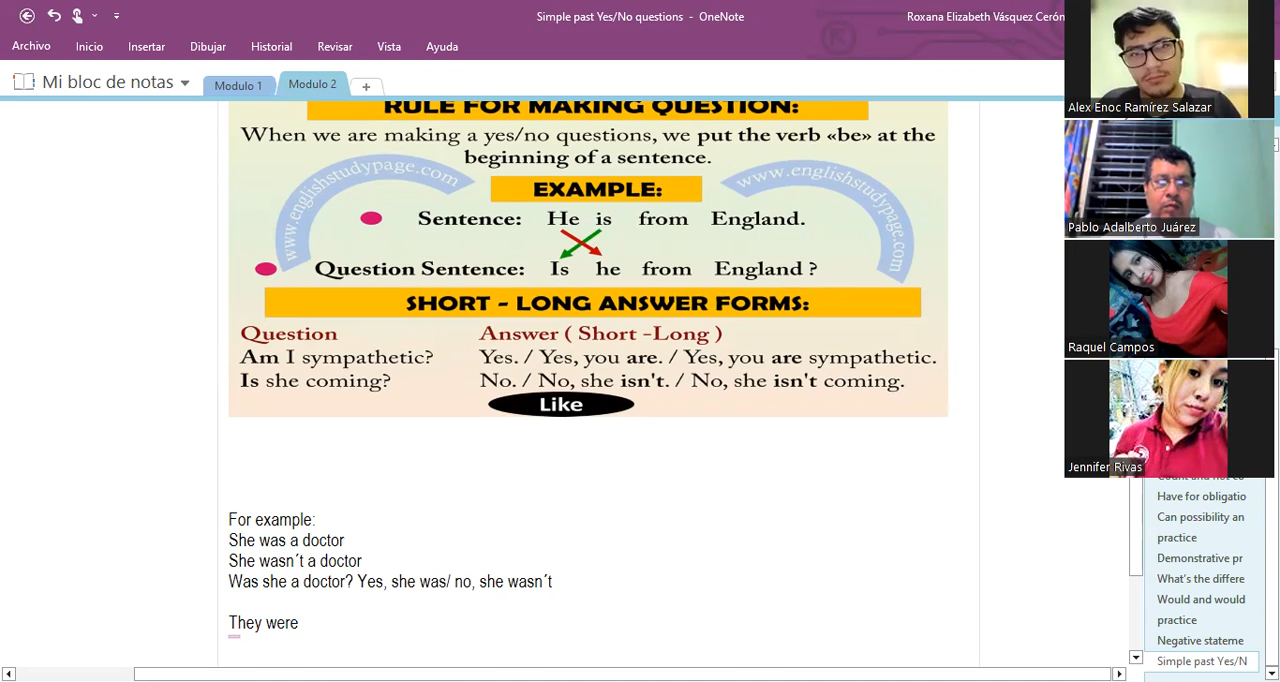 Simple past Yes/No questions - OneNote
Roxana Elizabeth Vásquez Cerón
Archivo Inicio Insertar Dibujar Historial Revisar Vista Ayuda
Mi bloc de notas Modulo 1 Modulo 2 +
RULE FOR MAKING QUESTION:
When we are making a yes/no questions, we put the verb «be» at the
beginning of a sentence.
www.englishstudypage.com
EXAMPLE:
www.englishstudypage.com
Sentence: He is from England.
Question Sentence: Is he from England ?
SHORT - LONG ANSWER FORMS:
Question Answer ( Short -Long )
Am I sympathetic? Yes. / Yes, you are. / Yes, you are sympathetic.
Is she coming? No. / No, she isn't. / No, she isn't coming.
Like
For example:
She was a doctor
She wasn´t a doctor
Was she a doctor? Yes, she was/ no, she wasn´t
They were
Alex Enoc Ramírez Salazar
Pablo Adalberto Juárez
Raquel Campos
Jennifer Rivas
Have for obligatio
Can possibility an
practice
Demonstrative pr
What's the differe
Would and would
practice
Negative stateme
Simple past Yes/N